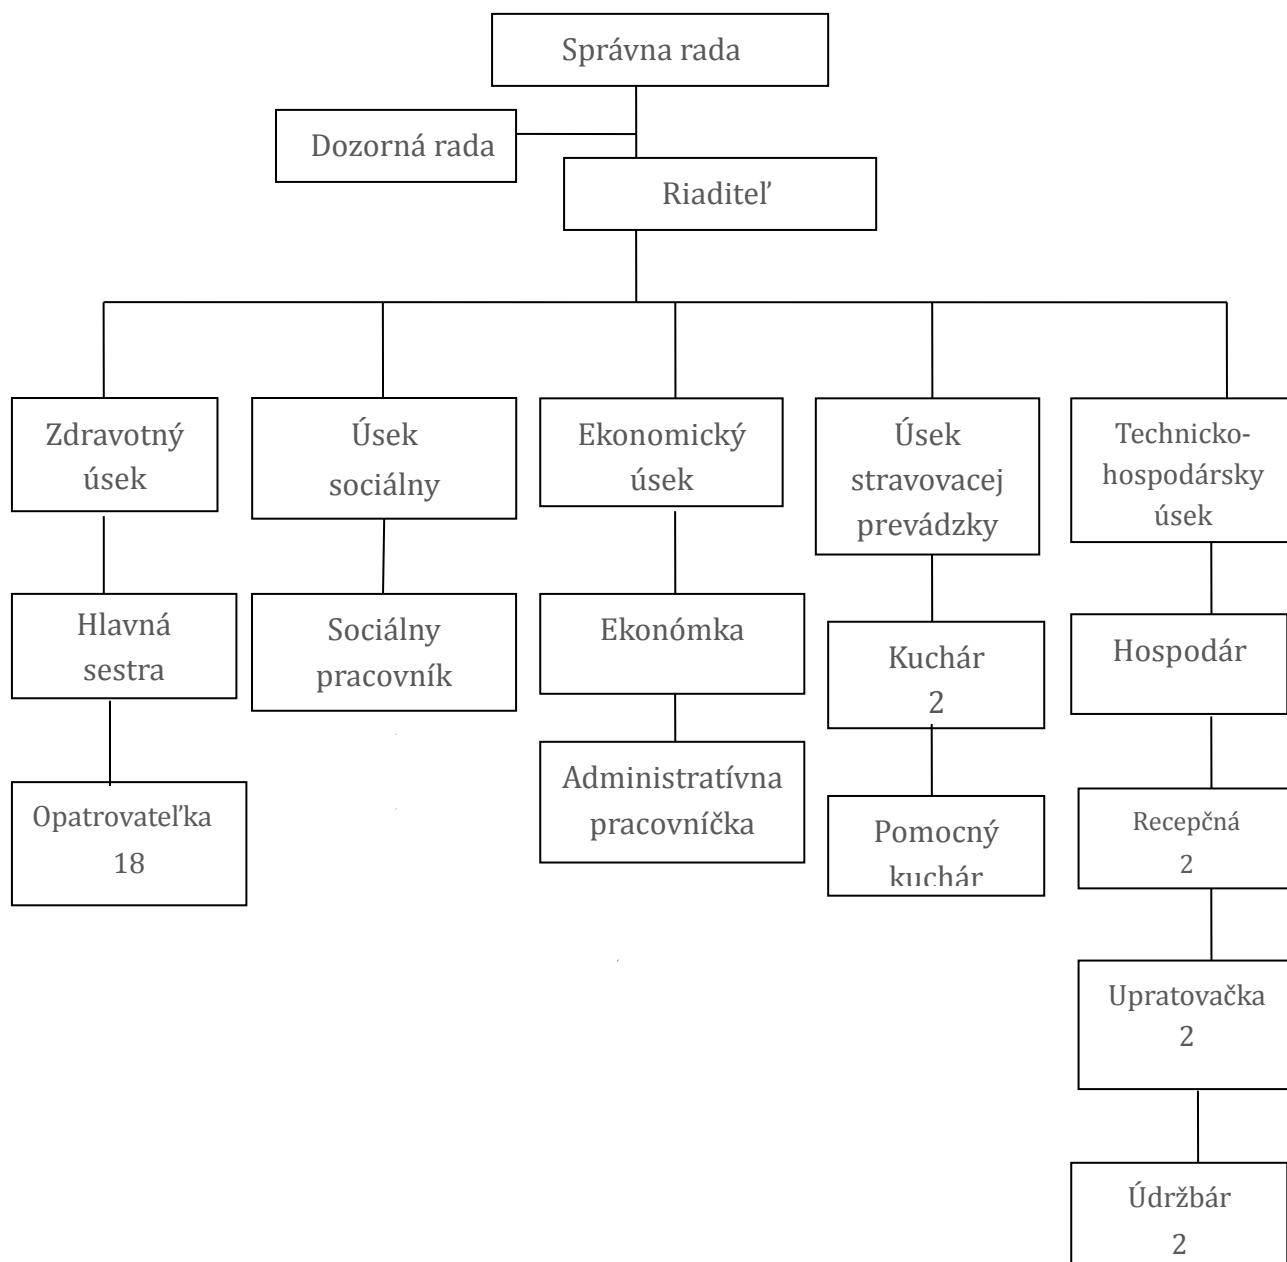 Správna rada
Dozorná rada
Riaditeľ
Zdravotný
úsek
Úsek
sociálny
Ekonomický
úsek
Úsek
stravovacej
prevádzky
Technicko-
hospodársky
úsek
Hlavná
sestra
Sociálny
pracovník
Ekonómka
Kuchár
2
Hospodár
Opatrovateľka
18
Administratívna
pracovníčka
Pomocný
kuchár
Recepčná
2
Upratovačka
2
Údržbár
2